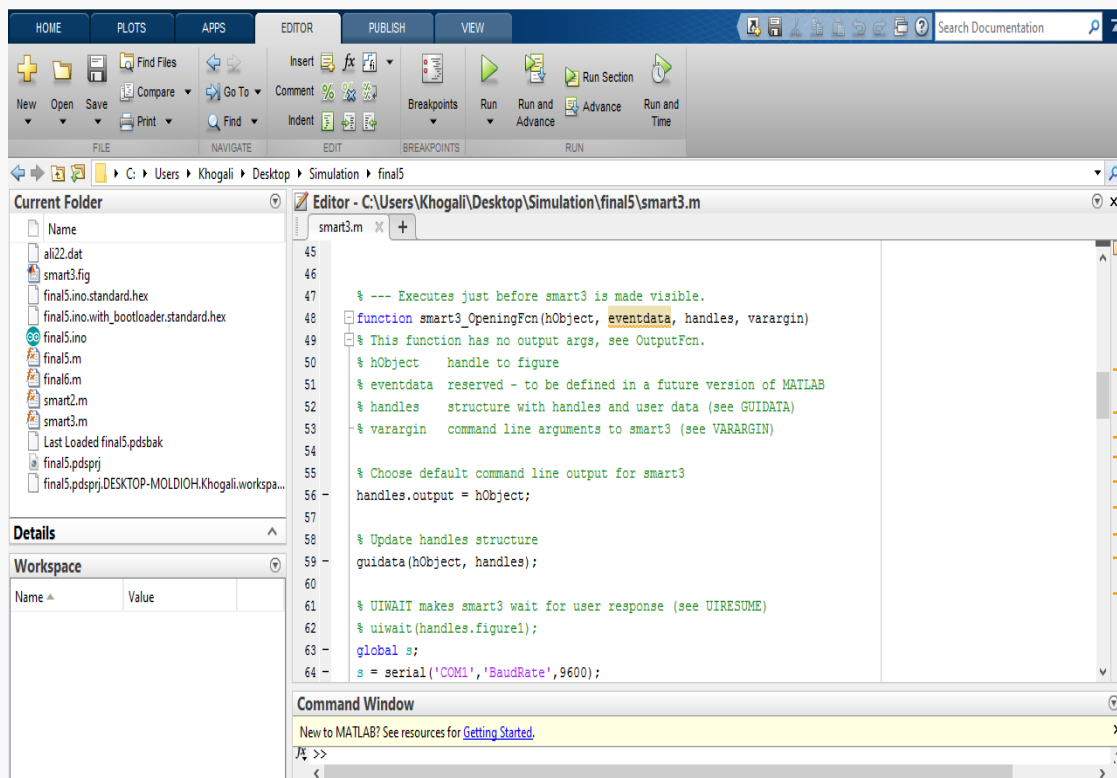 HOME PLOTS APPS EDITOR PUBLISH VIEW
Search Documentation
New Open Save
Find Files
Compare
Print
FILE
Go To
Find
NAVIGATE
Insert fx
Comment
Indent
EDIT
Breakpoints
BREAKPOINTS
Run
Run and Advance
Run Section
Advance
Run and Time
RUN
C: Users Khogali Desktop Simulation final5
Current Folder
Name
ali22.dat
smart3.fig
final5.ino.standard.hex
final5.ino.with_bootloader.standard.hex
final5.ino
final5.m
final6.m
smart2.m
smart3.m
Last Loaded final5.pdsbak
final5.pdsprj
final5.pdsprj.DESKTOP-MOLDIOH.Khogali.workspa...
Details
Workspace
Name Value
Editor - C:\Users\Khogali\Desktop\Simulation\final5\smart3.m
smart3.m
45
46
47 % --- Executes just before smart3 is made visible.
48 function smart3_OpeningFcn(hObject, eventdata, handles, varargin)
49 % This function has no output args, see OutputFcn.
50 % hObject handle to figure
51 % eventdata reserved - to be defined in a future version of MATLAB
52 % handles structure with handles and user data (see GUIDATA)
53 % varargin command line arguments to smart3 (see VARARGIN)
54
55 % Choose default command line output for smart3
56 - handles.output = hObject;
57
58 % Update handles structure
59 - guidata(hObject, handles);
60
61 % UIWAIT makes smart3 wait for user response (see UIRESUME)
62 % uiwait(handles.figure1);
63 - global s;
64 - s = serial('COM1','BaudRate',9600);
Command Window
New to MATLAB? See resources for Getting Started.
fx >>